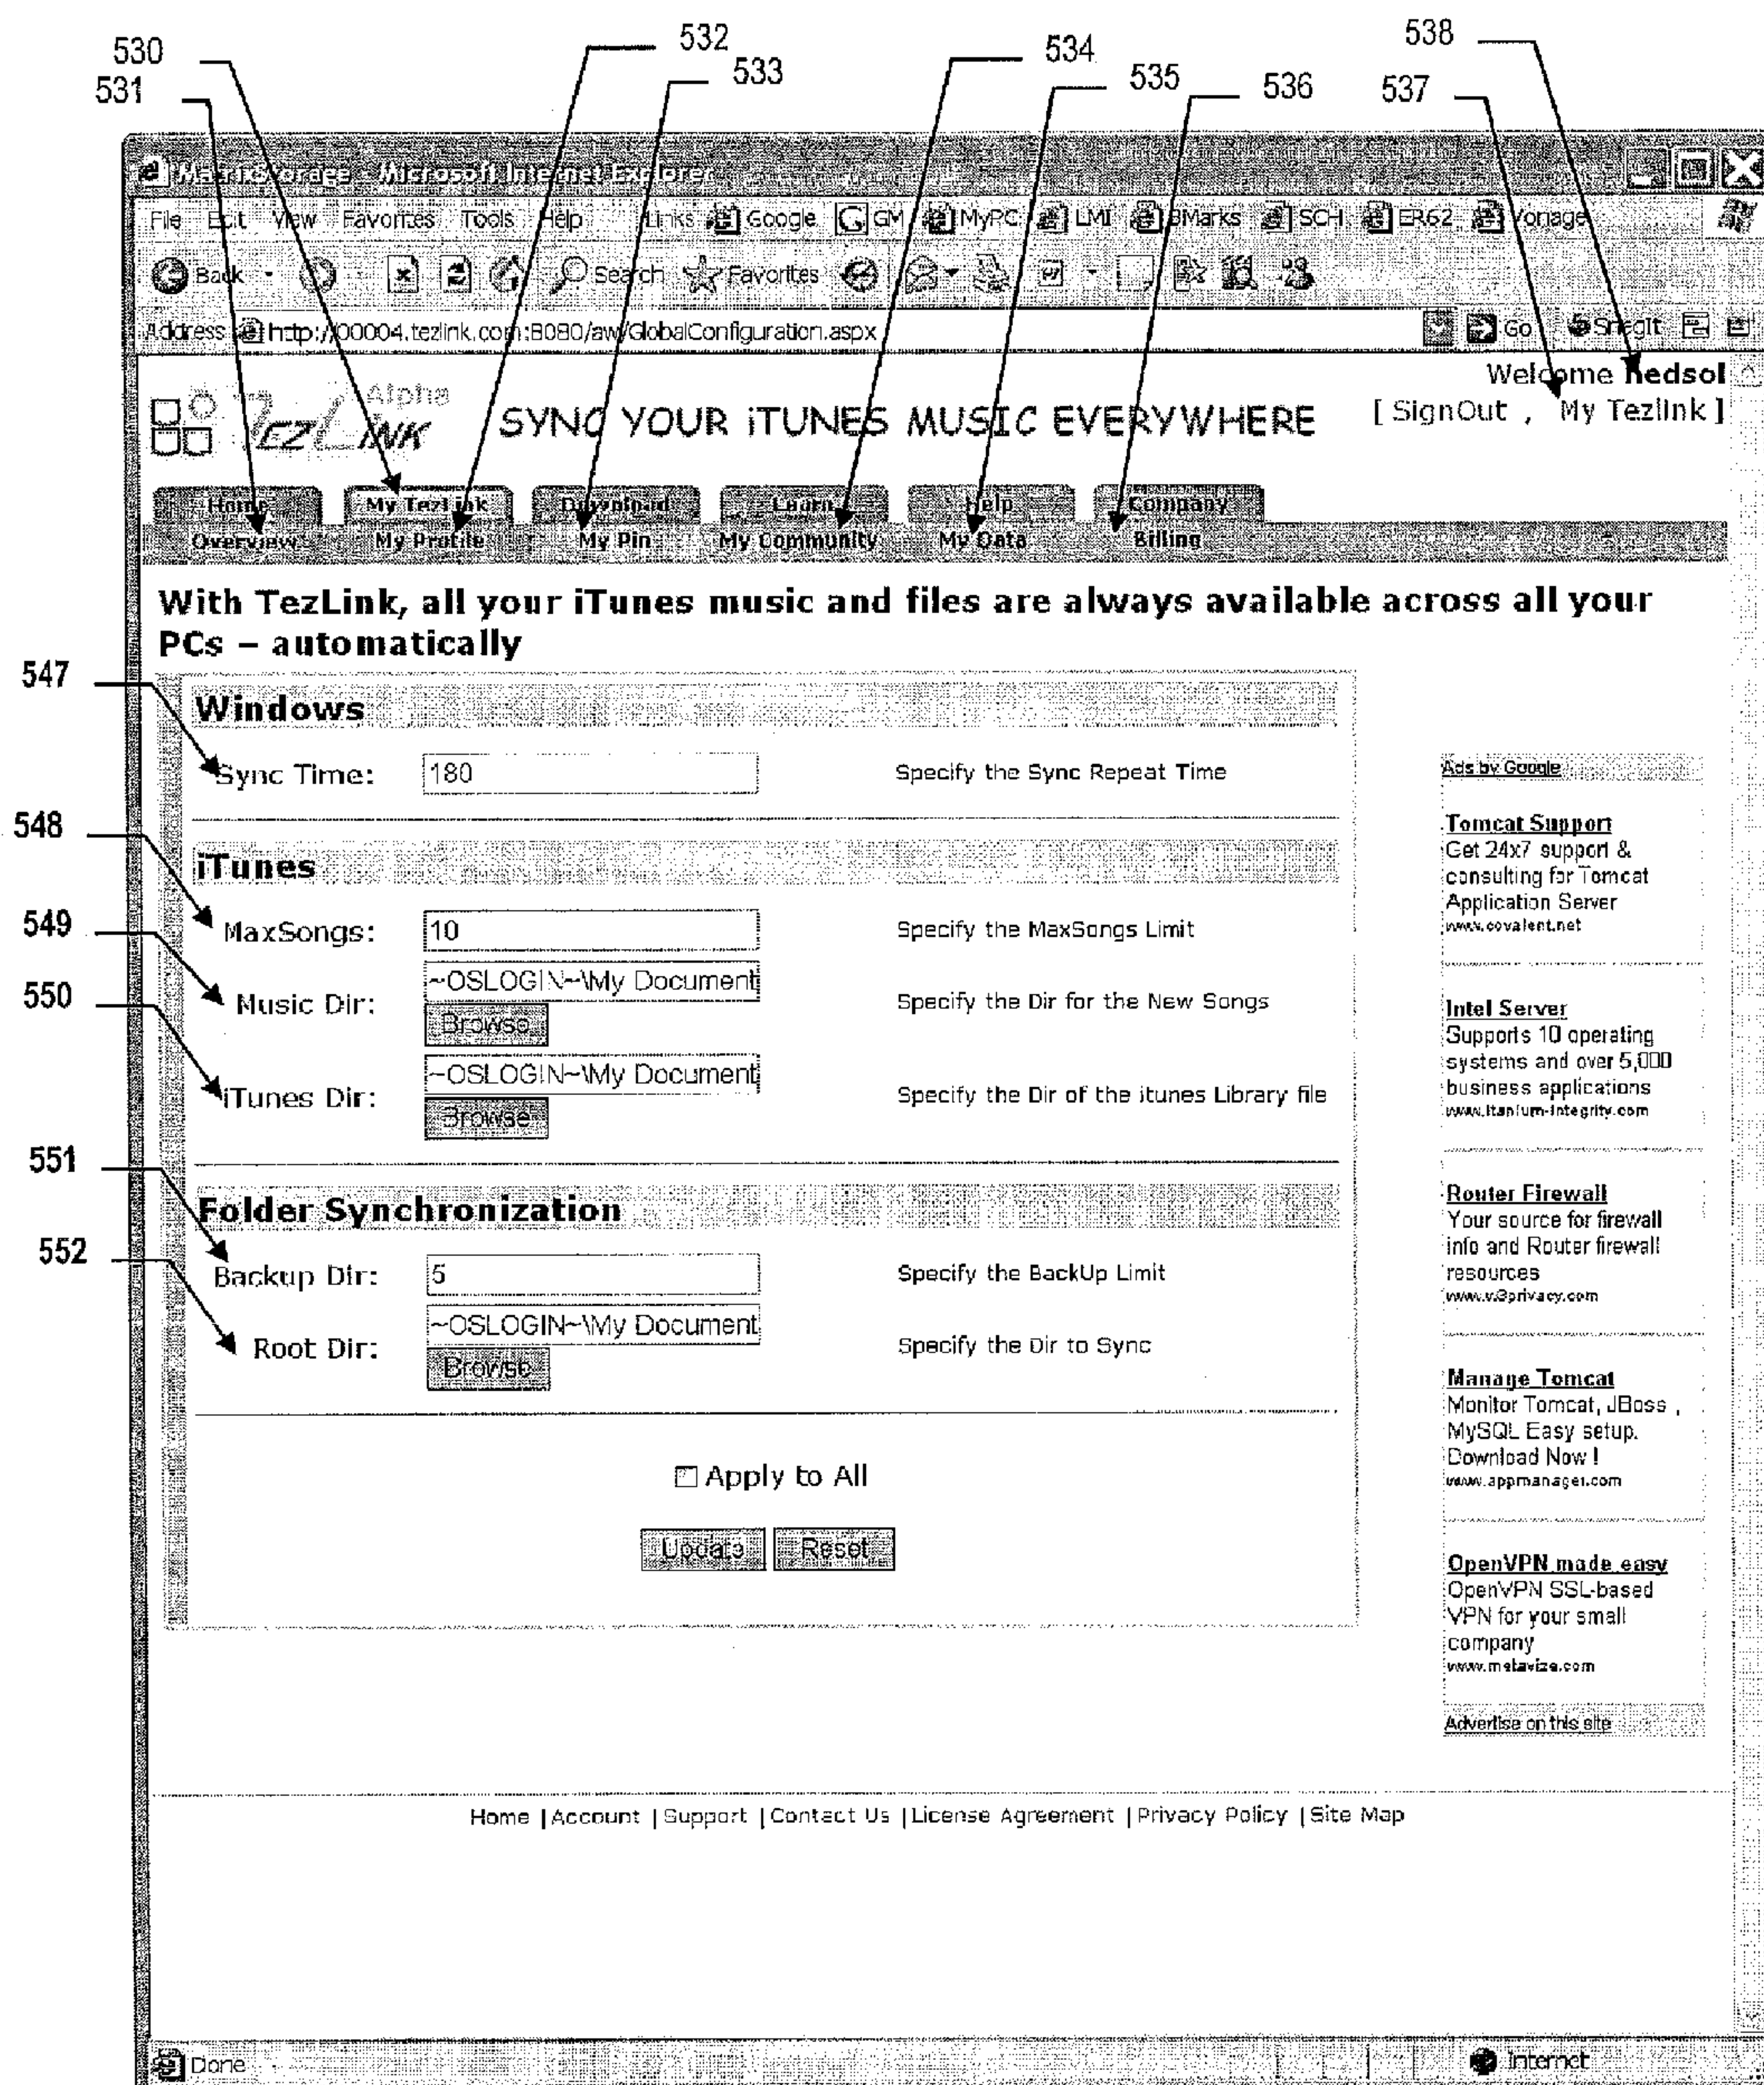 530
531
532
533
534
535
536
538
537
MatrixStorage - Microsoft Internet Explorer
File Edit View Favorites Tools Help Links Google GM MyPC LMI BMarks SCH ER62 Vonage
Back Search Favorites
Address http://00004.tezlink.com:8080/aw/GlobalConfiguration.aspx Go SnagIt
Welcome hedsol
TEZLINK Alpha SYNC YOUR iTUNES MUSIC EVERYWHERE [ SignOut , My Tezlink ]
Home My TezLink Download Learn Help Company
Overview My Profile My Pin My Community My Data Billing
With TezLink, all your iTunes music and files are always available across all your
PCs – automatically
547
Windows
Sync Time: 180 Specify the Sync Repeat Time
548
iTunes
549
MaxSongs: 10 Specify the MaxSongs Limit
550
Music Dir: ~OSLOGIN~\My Document Specify the Dir for the New Songs
Browse
iTunes Dir: ~OSLOGIN~\My Document Specify the Dir of the itunes Library file
Browse
551
Folder Synchronization
552
Backup Dir: 5 Specify the BackUp Limit
Root Dir: ~OSLOGIN~\My Document Specify the Dir to Sync
Browse
Apply to All
Update Reset
Ads by Google
Tomcat Support
Get 24x7 support &
consulting for Tomcat
Application Server
www.covalent.net
Intel Server
Supports 10 operating
systems and over 5,000
business applications
www.itanium-integrity.com
Router Firewall
Your source for firewall
info and Router firewall
resources
www.v3privacy.com
Manage Tomcat
Monitor Tomcat, JBoss ,
MySQL Easy setup.
Download Now !
www.appmanager.com
OpenVPN made easy
OpenVPN SSL-based
VPN for your small
company
www.metavize.com
Advertise on this site
Home | Account | Support | Contact Us | License Agreement | Privacy Policy | Site Map
Done Internet